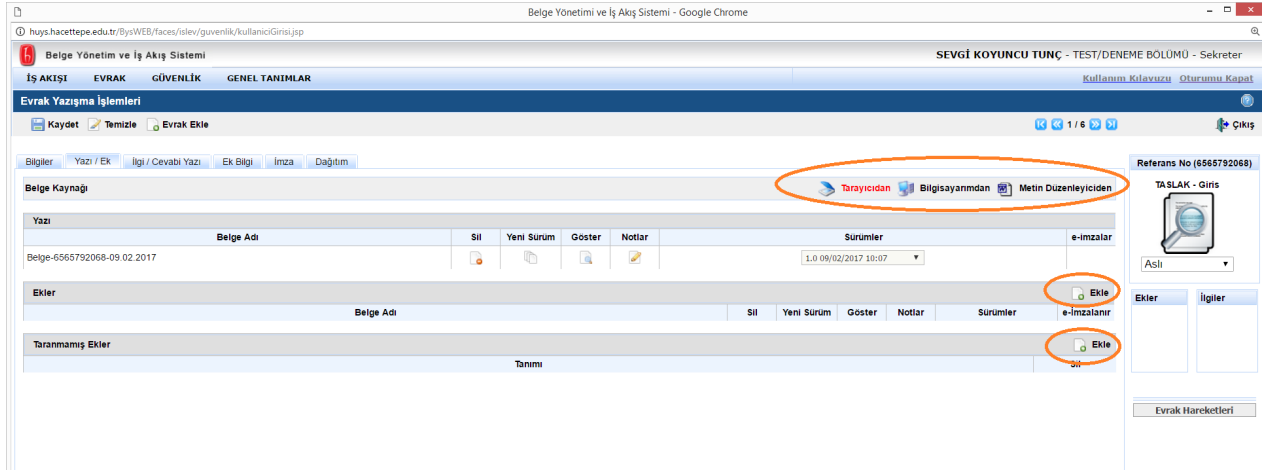 Belge Yönetimi ve İş Akış Sistemi - Google Chrome
huys.hacettepe.edu.tr/BysWEB/faces/islev/guvenlik/kullaniciGirisi.jsp
Belge Yönetim ve İş Akış Sistemi SEVGİ KOYUNCU TUNÇ - TEST/DENEME BÖLÜMÜ - Sekreter
İŞ AKIŞI EVRAK GÜVENLİK GENEL TANIMLAR Kullanım Kılavuzu Oturumu Kapat
Evrak Yazışma İşlemleri
Kaydet Temizle Evrak Ekle 1 / 6 Çıkış
Bilgiler Yazı / Ek İlgi / Cevabi Yazı Ek Bilgi İmza Dağıtım Referans No (6565792068)
Belge Kaynağı Tarayıcıdan Bilgisayarımdan Metin Düzenleyiciden TASLAK - Giris
Yazı
Belge Adı Sil Yeni Sürüm Göster Notlar Sürümler e-imzalar
Belge-6565792068-09.02.2017 1.0 09/02/2017 10:07
Aslı
Ekler Ekle Ekler İlgiler
Belge Adı Sil Yeni Sürüm Göster Notlar Sürümler e-imzalanır
Taranmamış Ekler Ekle
Tanımı Sil
Evrak Hareketleri